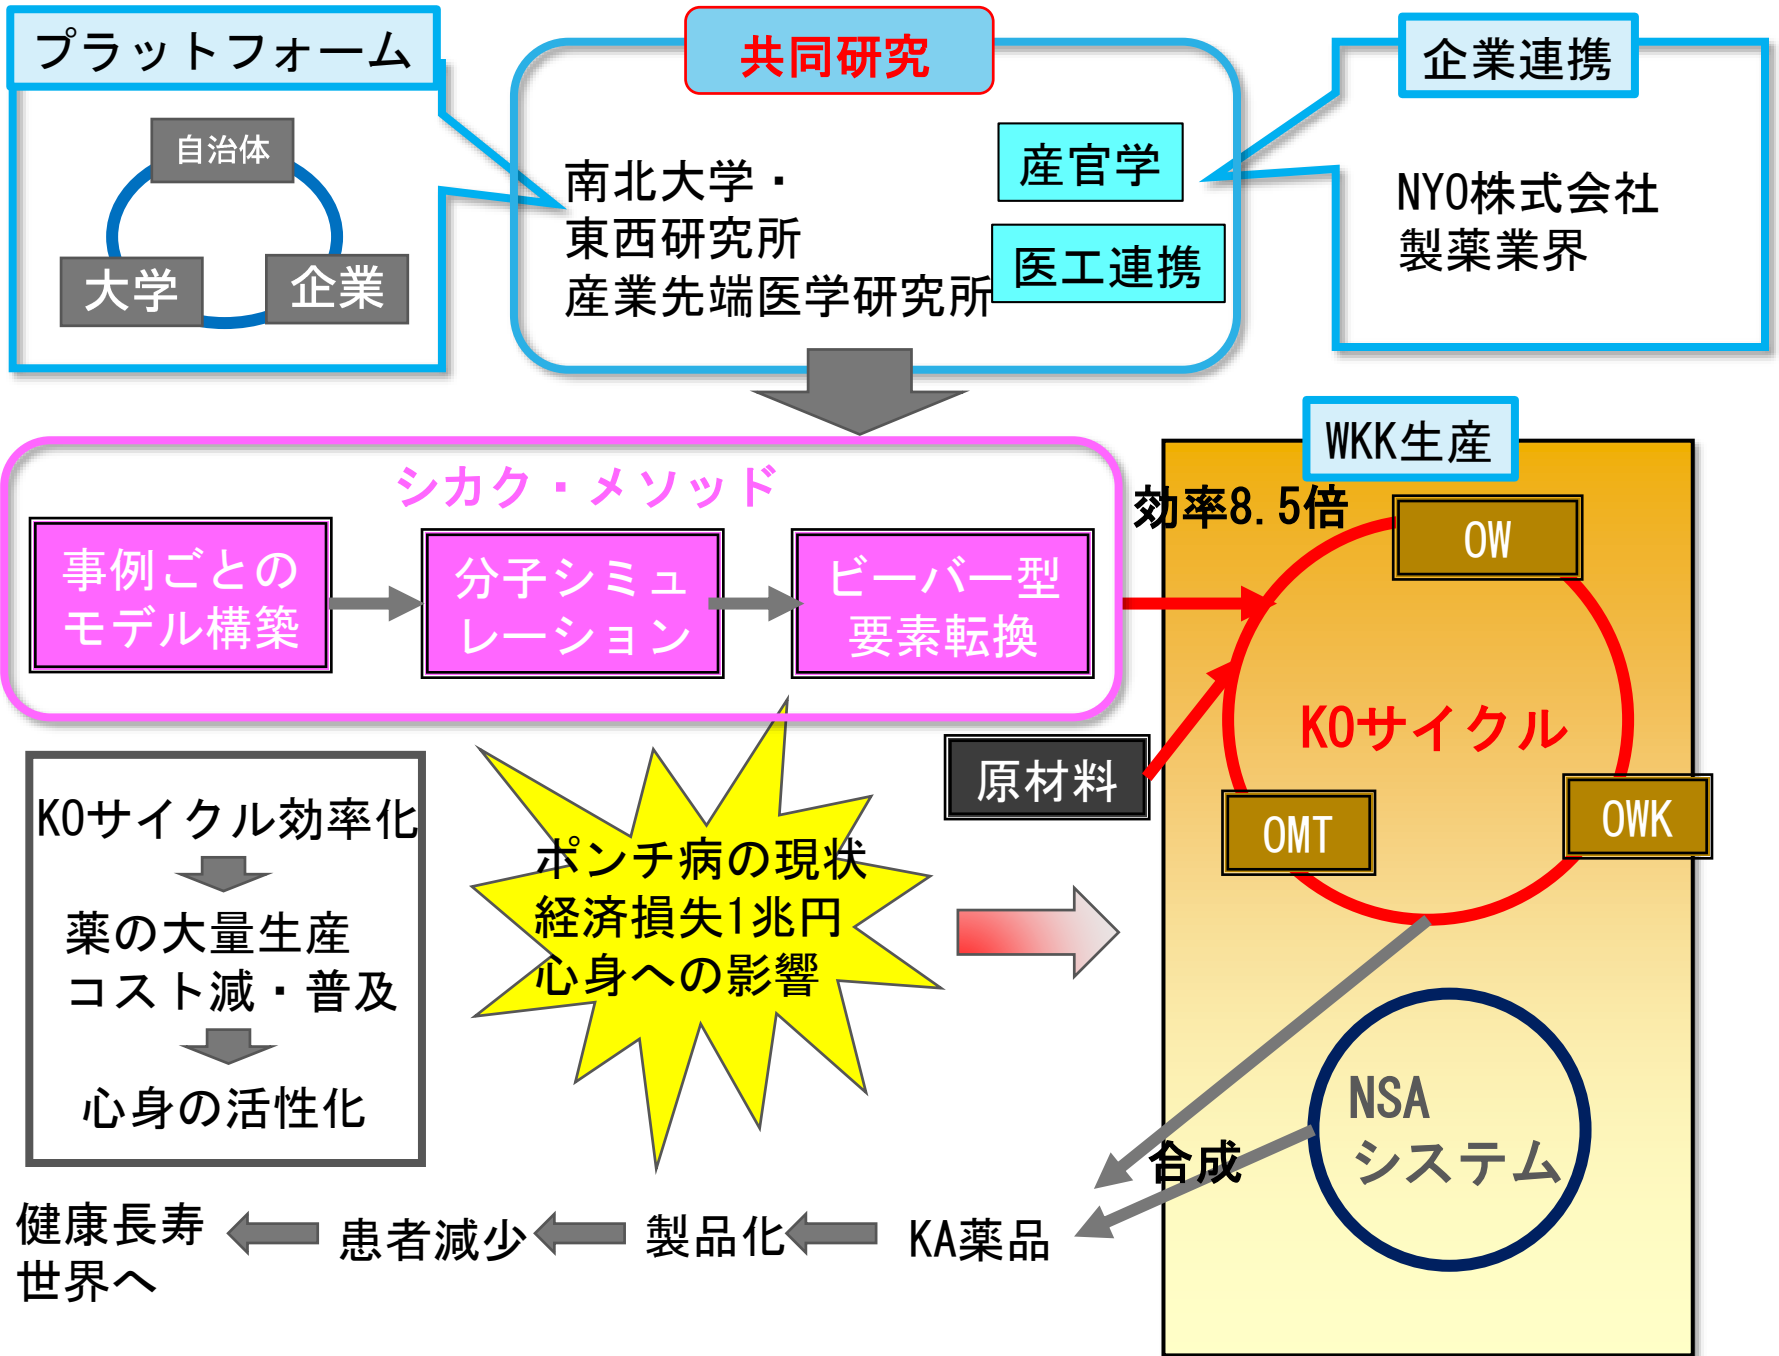 プラットフォーム
自治体
大学
企業
共同研究
南北大学・
東西研究所
産業先端医学研究所
産官学
医工連携
企業連携
NYO株式会社
製薬業界
シカク・メソッド
事例ごとの
モデル構築
分子シミュ
レーション
ビーバー型
要素転換
WKK生産
効率8.5倍
OW
KOサイクル
OMT
OWK
原材料
NSA
システム
合成
KOサイクル効率化
薬の大量生産
コスト減・普及
心身の活性化
ポンチ病の現状
経済損失1兆円
心身への影響
KA薬品
製品化
患者減少
健康長寿
世界へ